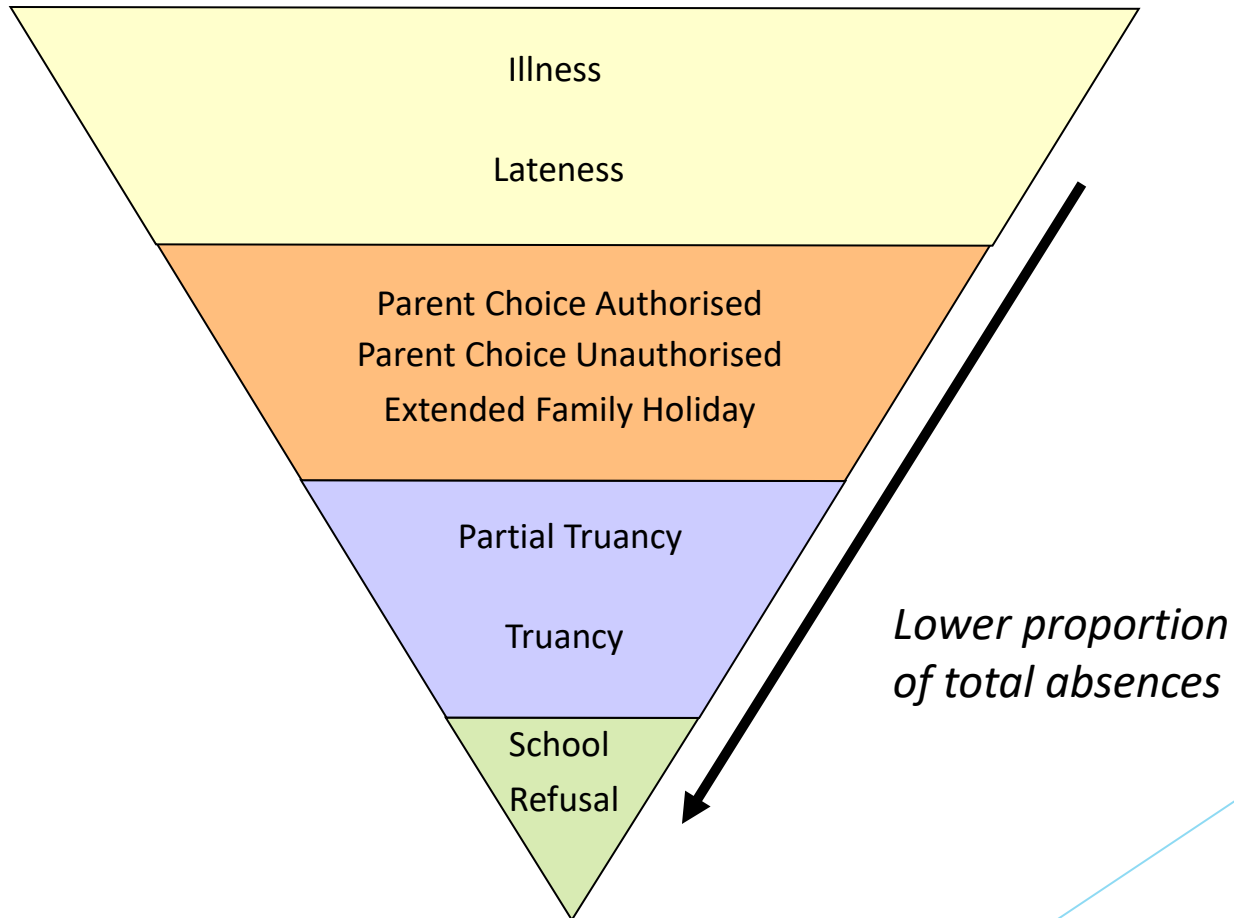 Illness
Lateness
Parent Choice Authorised
Parent Choice Unauthorised
Extended Family Holiday
Partial Truancy
Truancy
School
Refusal
Lower proportion
of total absences